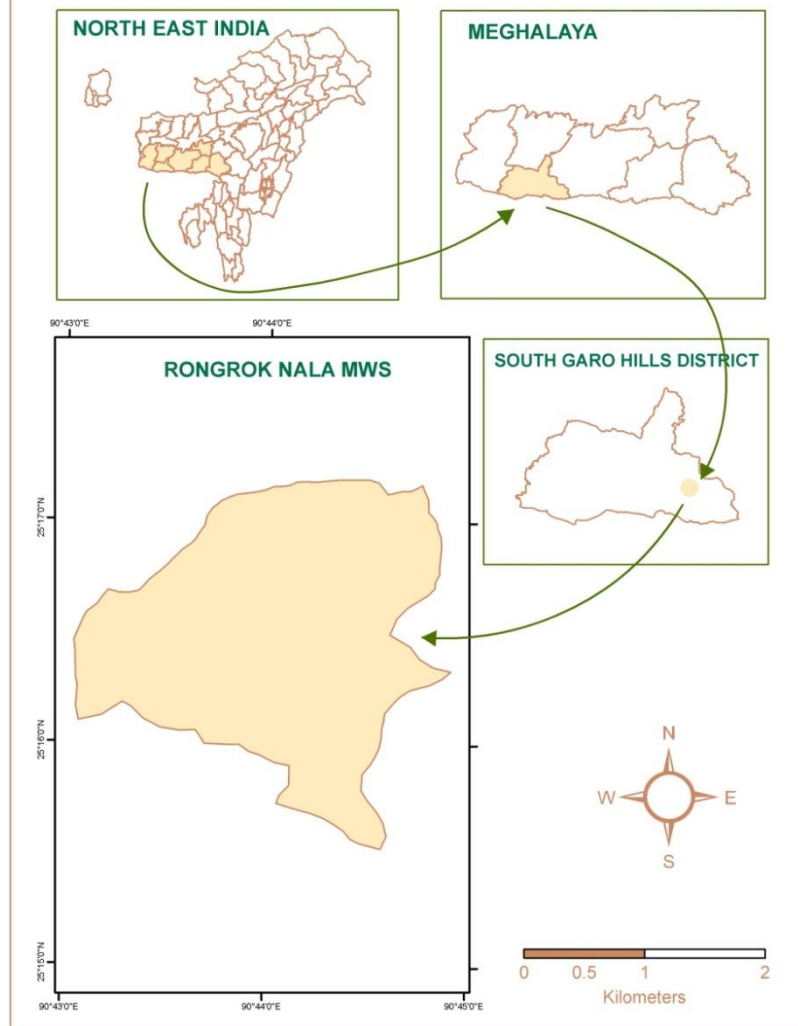 NORTH EAST INDIA
MEGHALAYA
90°43'0"E
90°44'0"E
RONGROK NALA MWS
SOUTH GARO HILLS DISTRICT
25°17'0"N
25°16'0"N
25°15'0"N
90°43'0"E
90°44'0"E
90°45'0"E
N
W
E
S
0
0.5
1
2
Kilometers